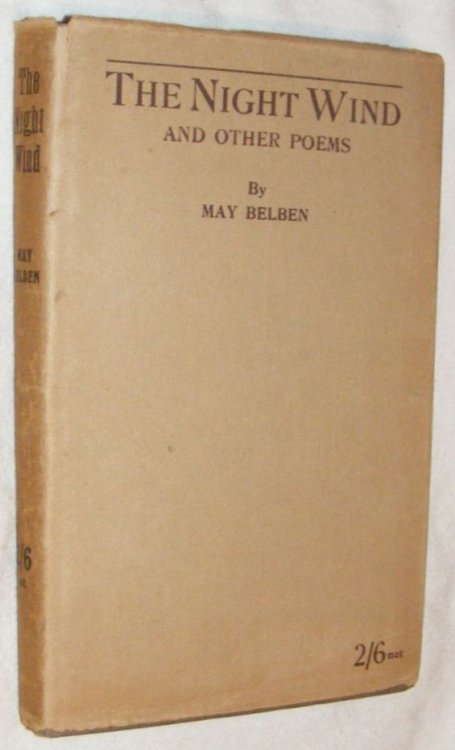 The
Night
Wind
MAY
BELBEN
2/6
net
THE NIGHT WIND
AND OTHER POEMS
By
MAY BELBEN
2/6 net